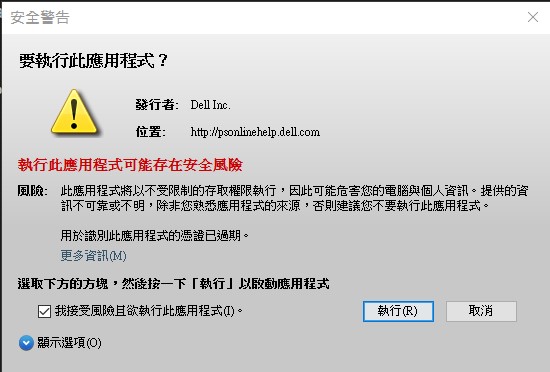 安全警告
要執行此應用程式？
發行者: Dell Inc.
位置: http://psonlinehelp.dell.com
執行此應用程式可能存在安全風險
風險: 此應用程式將以不受限制的存取權限執行，因此可能危害您的電腦與個人資訊。提供的資
訊不可靠或不明，除非您熟悉應用程式的來源，否則建議您不要執行此應用程式。
用於識別此應用程式的憑證已過期。
更多資訊(M)
選取下方的方塊，然後按一下「執行」以啟動應用程式
我接受風險且欲執行此應用程式(I)。 執行(R) 取消
顯示選項(O)